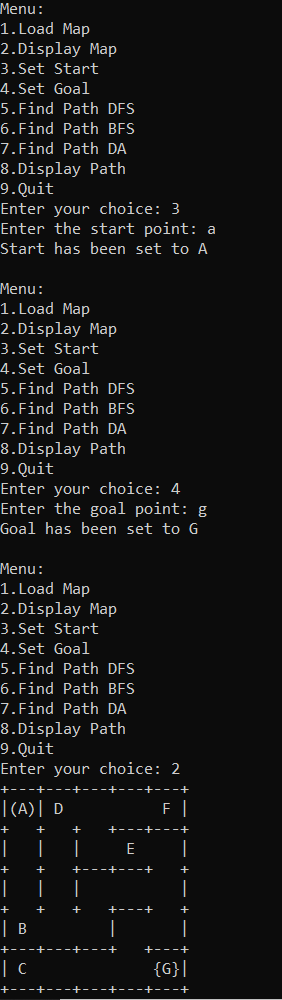 Menu:
1.Load Map
2.Display Map
3.Set Start
4.Set Goal
5.Find Path DFS
6.Find Path BFS
7.Find Path DA
8.Display Path
9.Quit
Enter your choice: 3
Enter the start point: a
Start has been set to A

Menu:
1.Load Map
2.Display Map
3.Set Start
4.Set Goal
5.Find Path DFS
6.Find Path BFS
7.Find Path DA
8.Display Path
9.Quit
Enter your choice: 4
Enter the goal point: g
Goal has been set to G

Menu:
1.Load Map
2.Display Map
3.Set Start
4.Set Goal
5.Find Path DFS
6.Find Path BFS
7.Find Path DA
8.Display Path
9.Quit
Enter your choice: 2
+---+---+---+---+---+
|(A)| D           F |
+   +   +   +---+---+
|   |   |     E     |
+   +   +---+---+   +
|   |   |           |
+   +   +   +---+   +
| B         |       |
+---+---+---+   +---+
| C              {G}|
+---+---+---+---+---+